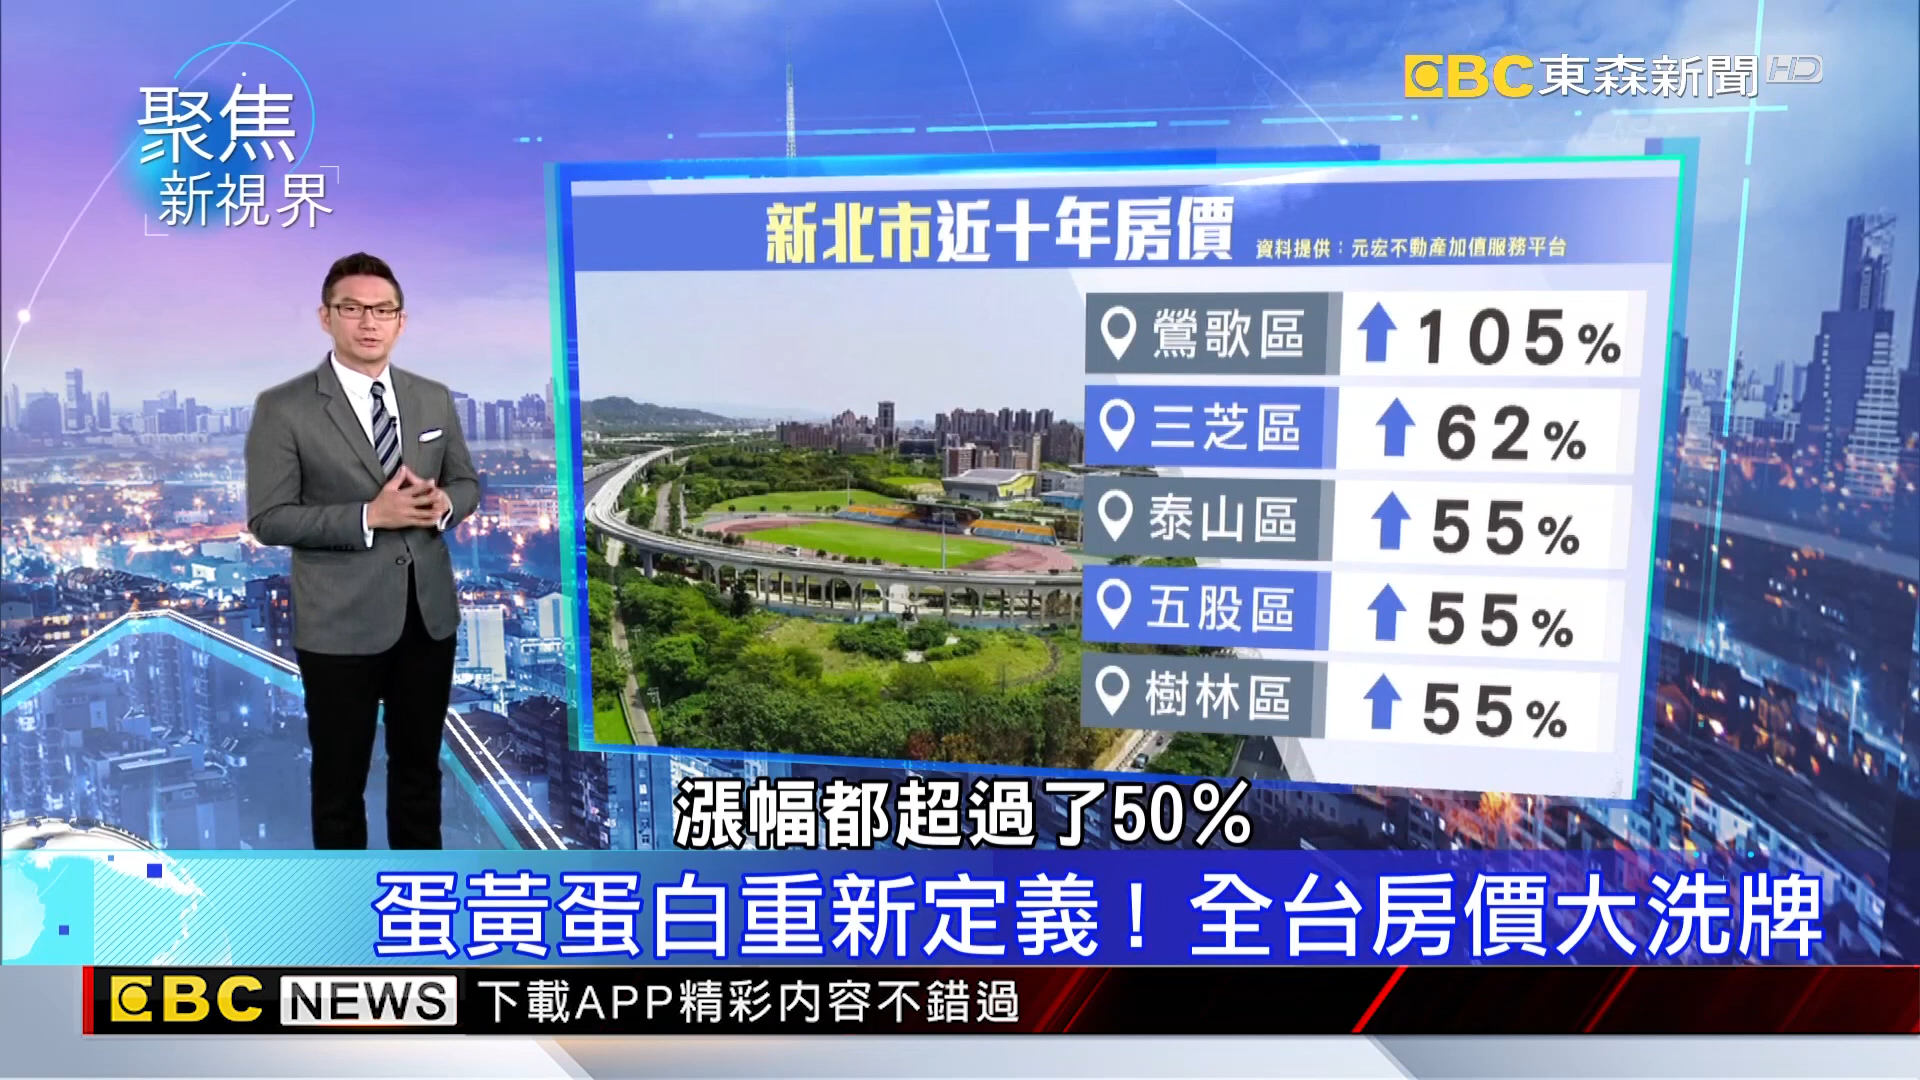 聚焦
新視界
EBC東森新聞HD
新北市近十年房價 資料提供：元宏不動產加值服務平台
鶯歌區 105%
三芝區 62%
泰山區 55%
五股區 55%
樹林區 55%
漲幅都超過了50%
蛋黃蛋白重新定義！全台房價大洗牌
EBC NEWS 下載APP精彩內容不錯過